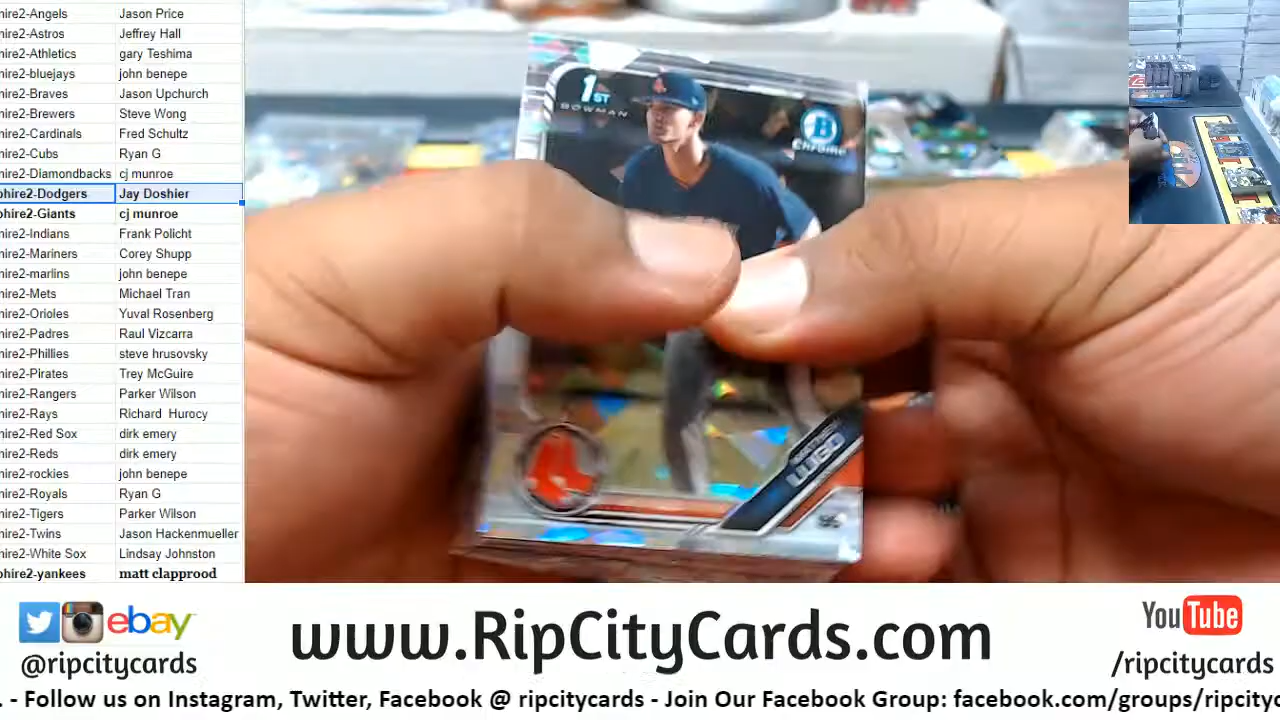 hire2-Angels Jason Price
hire2-Astros Jeffrey Hall
hire2-Athletics gary Teshima
hire2-bluejays john benepe
hire2-Braves Jason Upchurch
hire2-Brewers Steve Wong
hire2-Cardinals Fred Schultz
hire2-Cubs Ryan G
hire2-Diamondbacks cj munroe
phire2-Dodgers Jay Doshier
phire2-Giants cj munroe
hire2-Indians Frank Policht
hire2-Mariners Corey Shupp
hire2-marlins john benepe
hire2-Mets Michael Tran
hire2-Orioles Yuval Rosenberg
hire2-Padres Raul Vizcarra
hire2-Phillies steve hrusovsky
hire2-Pirates Trey McGuire
hire2-Rangers Parker Wilson
hire2-Rays Richard Hurocy
hire2-Red Sox dirk emery
hire2-Reds dirk emery
hire2-rockies john benepe
hire2-Royals Ryan G
hire2-Tigers Parker Wilson
hire2-Twins Jason Hackenmueller
hire2-White Sox Lindsay Johnston
phire2-yankees matt clapprood
1ST
BOWMAN
B
Chrome
LUGO
ebay
@ripcitycards
www.RipCityCards.com
YouTube
/ripcitycards
. - Follow us on Instagram, Twitter, Facebook @ ripcitycards - Join Our Facebook Group: facebook.com/groups/ripcityc